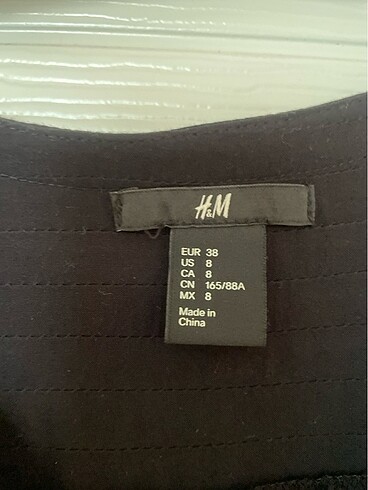 H&M
EUR 38
US 8
CA 8
CN 165/88A
MX 8
Made in
China